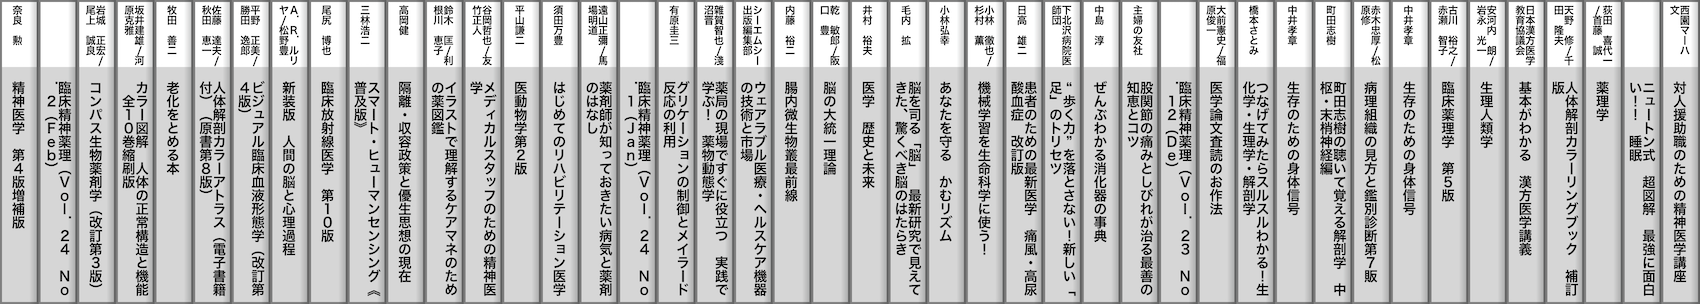 西園マーハ
文
対人援助職のための精神医学講座
ニュートン式　超図解　最強に面白
い！！　睡眠
荻田　喜代一
/首藤　誠
薬理学
天野　修/千
田　隆夫
人体解剖カラーリングブック　補訂
版
日本漢方医学
教育協議会
基本がわかる　漢方医学講義
安河内　一朗/
岩永　光一
生理人類学
古川　裕之/
赤瀬　智子
臨床薬理学　第５版
中井孝章
生存のための身体信号
赤木忠厚/松
原修
病理組織の見方と鑑別診断第７版
町田志樹
町田志樹の聴いて覚える解剖学　中
枢・末梢神経編
中井孝章
生存のための身体信号
橋本さとみ
つなげてみたらスルスルわかる！生
化学・生理学・解剖学
大前憲史/福
原俊一
医学論文査読のお作法
臨床精神薬理（Ｖｏｌ．２３　Ｎｏ
．１２（Ｄｅ）
主婦の友社
股関節の痛みとしびれが治る最善の
知恵とコツ
中島　淳
ぜんぶわかる消化器の事典
下北沢病院医
師団
“歩く力”を落とさない！新しい「
足」のトリセツ
日高　雄二
患者のための最新医学　痛風・高尿
酸血症　改訂版
小林　徹也/
杉村　薫
機械学習を生命科学に使う！
小林弘幸
あなたを守る　かむリズム
毛内　拡
脳を司る「脳」　最新研究で見えて
きた、驚くべき脳のはたらき
井村　裕夫
医学　歴史と未来
乾　敏郎/阪
口　豊
脳の大統一理論
内藤　裕二
腸内微生物叢最前線
シーエムシー
出版編集部
ウェアラブル医療・ヘルスケア機器
の技術と市場
雑賀智也/淺
沼晋
薬局の現場ですぐに役立つ　実践で
学ぶ！　薬物動態学
有原圭三
グリケーションの制御とメイラード
反応の利用
臨床精神薬理（Ｖｏｌ．２４　Ｎｏ
．１（Ｊａｎ）
遠山正彌/馬
場明道
薬剤師が知っておきたい病気と薬剤
のはなし
須田万豊
はじめてのリハビリテーション医学
平山謙二
医動物学第２版
谷岡哲也/友
竹正人
メディカルスタッフのための精神医
学
鈴木　匡/利
根川　恵子
イラストで理解するケアマネのため
の薬図鑑
高岡健
隔離・収容政策と優生思想の現在
三林浩二
スマート・ヒューマンセンシング《
普及版》
尾尻　博也
臨床放射線医学　第１０版
Ａ．Ｒ．ルリ
ヤ/松野豊
新装版　人間の脳と心理過程
平野　正美/
勝田　逸郎
ビジュアル臨床血液形態学（改訂第
４版）
佐藤　達夫/
秋田　恵一
人体解剖カラーアトラス（電子書籍
付）（原書第８版）
牧田　善二
老化をとめる本
坂井建雄/河
原克雅
カラー図解　人体の正常構造と機能
　全１０巻縮刷版
岩城　正宏/
尾上　誠良
コンパス生物薬剤学（改訂第３版）
臨床精神薬理（Ｖｏｌ．２４　Ｎｏ
．２（Ｆｅｂ）
奈良　勲
精神医学　第４版増補版